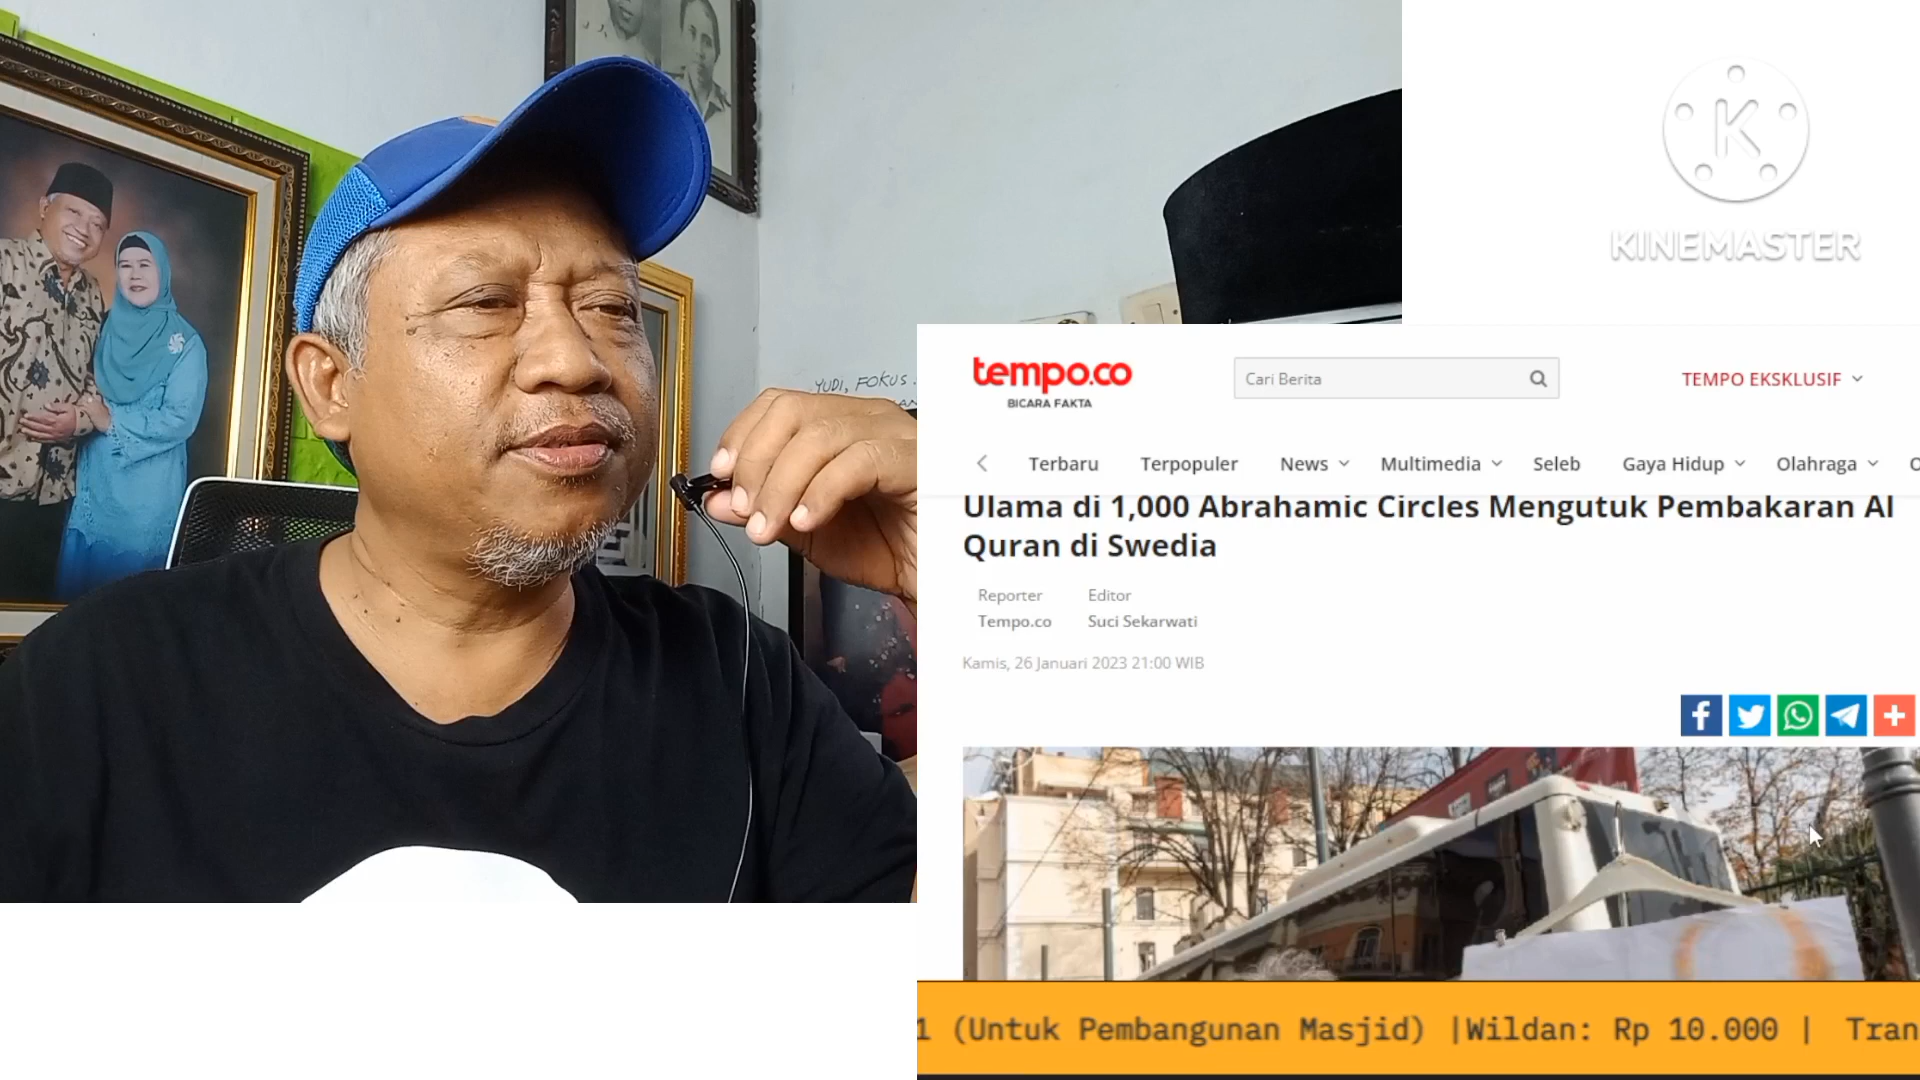 KINEMASTER
YUDI, FOKUS.
tempo.co
BICARA FAKTA
Cari Berita
TEMPO EKSKLUSIF
Terbaru Terpopuler News Multimedia Seleb Gaya Hidup Olahraga
Ulama di 1,000 Abrahamic Circles Mengutuk Pembakaran Al
Quran di Swedia
Reporter Editor
Tempo.co Suci Sekarwati
Kamis, 26 Januari 2023 21:00 WIB
1 (Untuk Pembangunan Masjid) |Wildan: Rp 10.000 | Tran